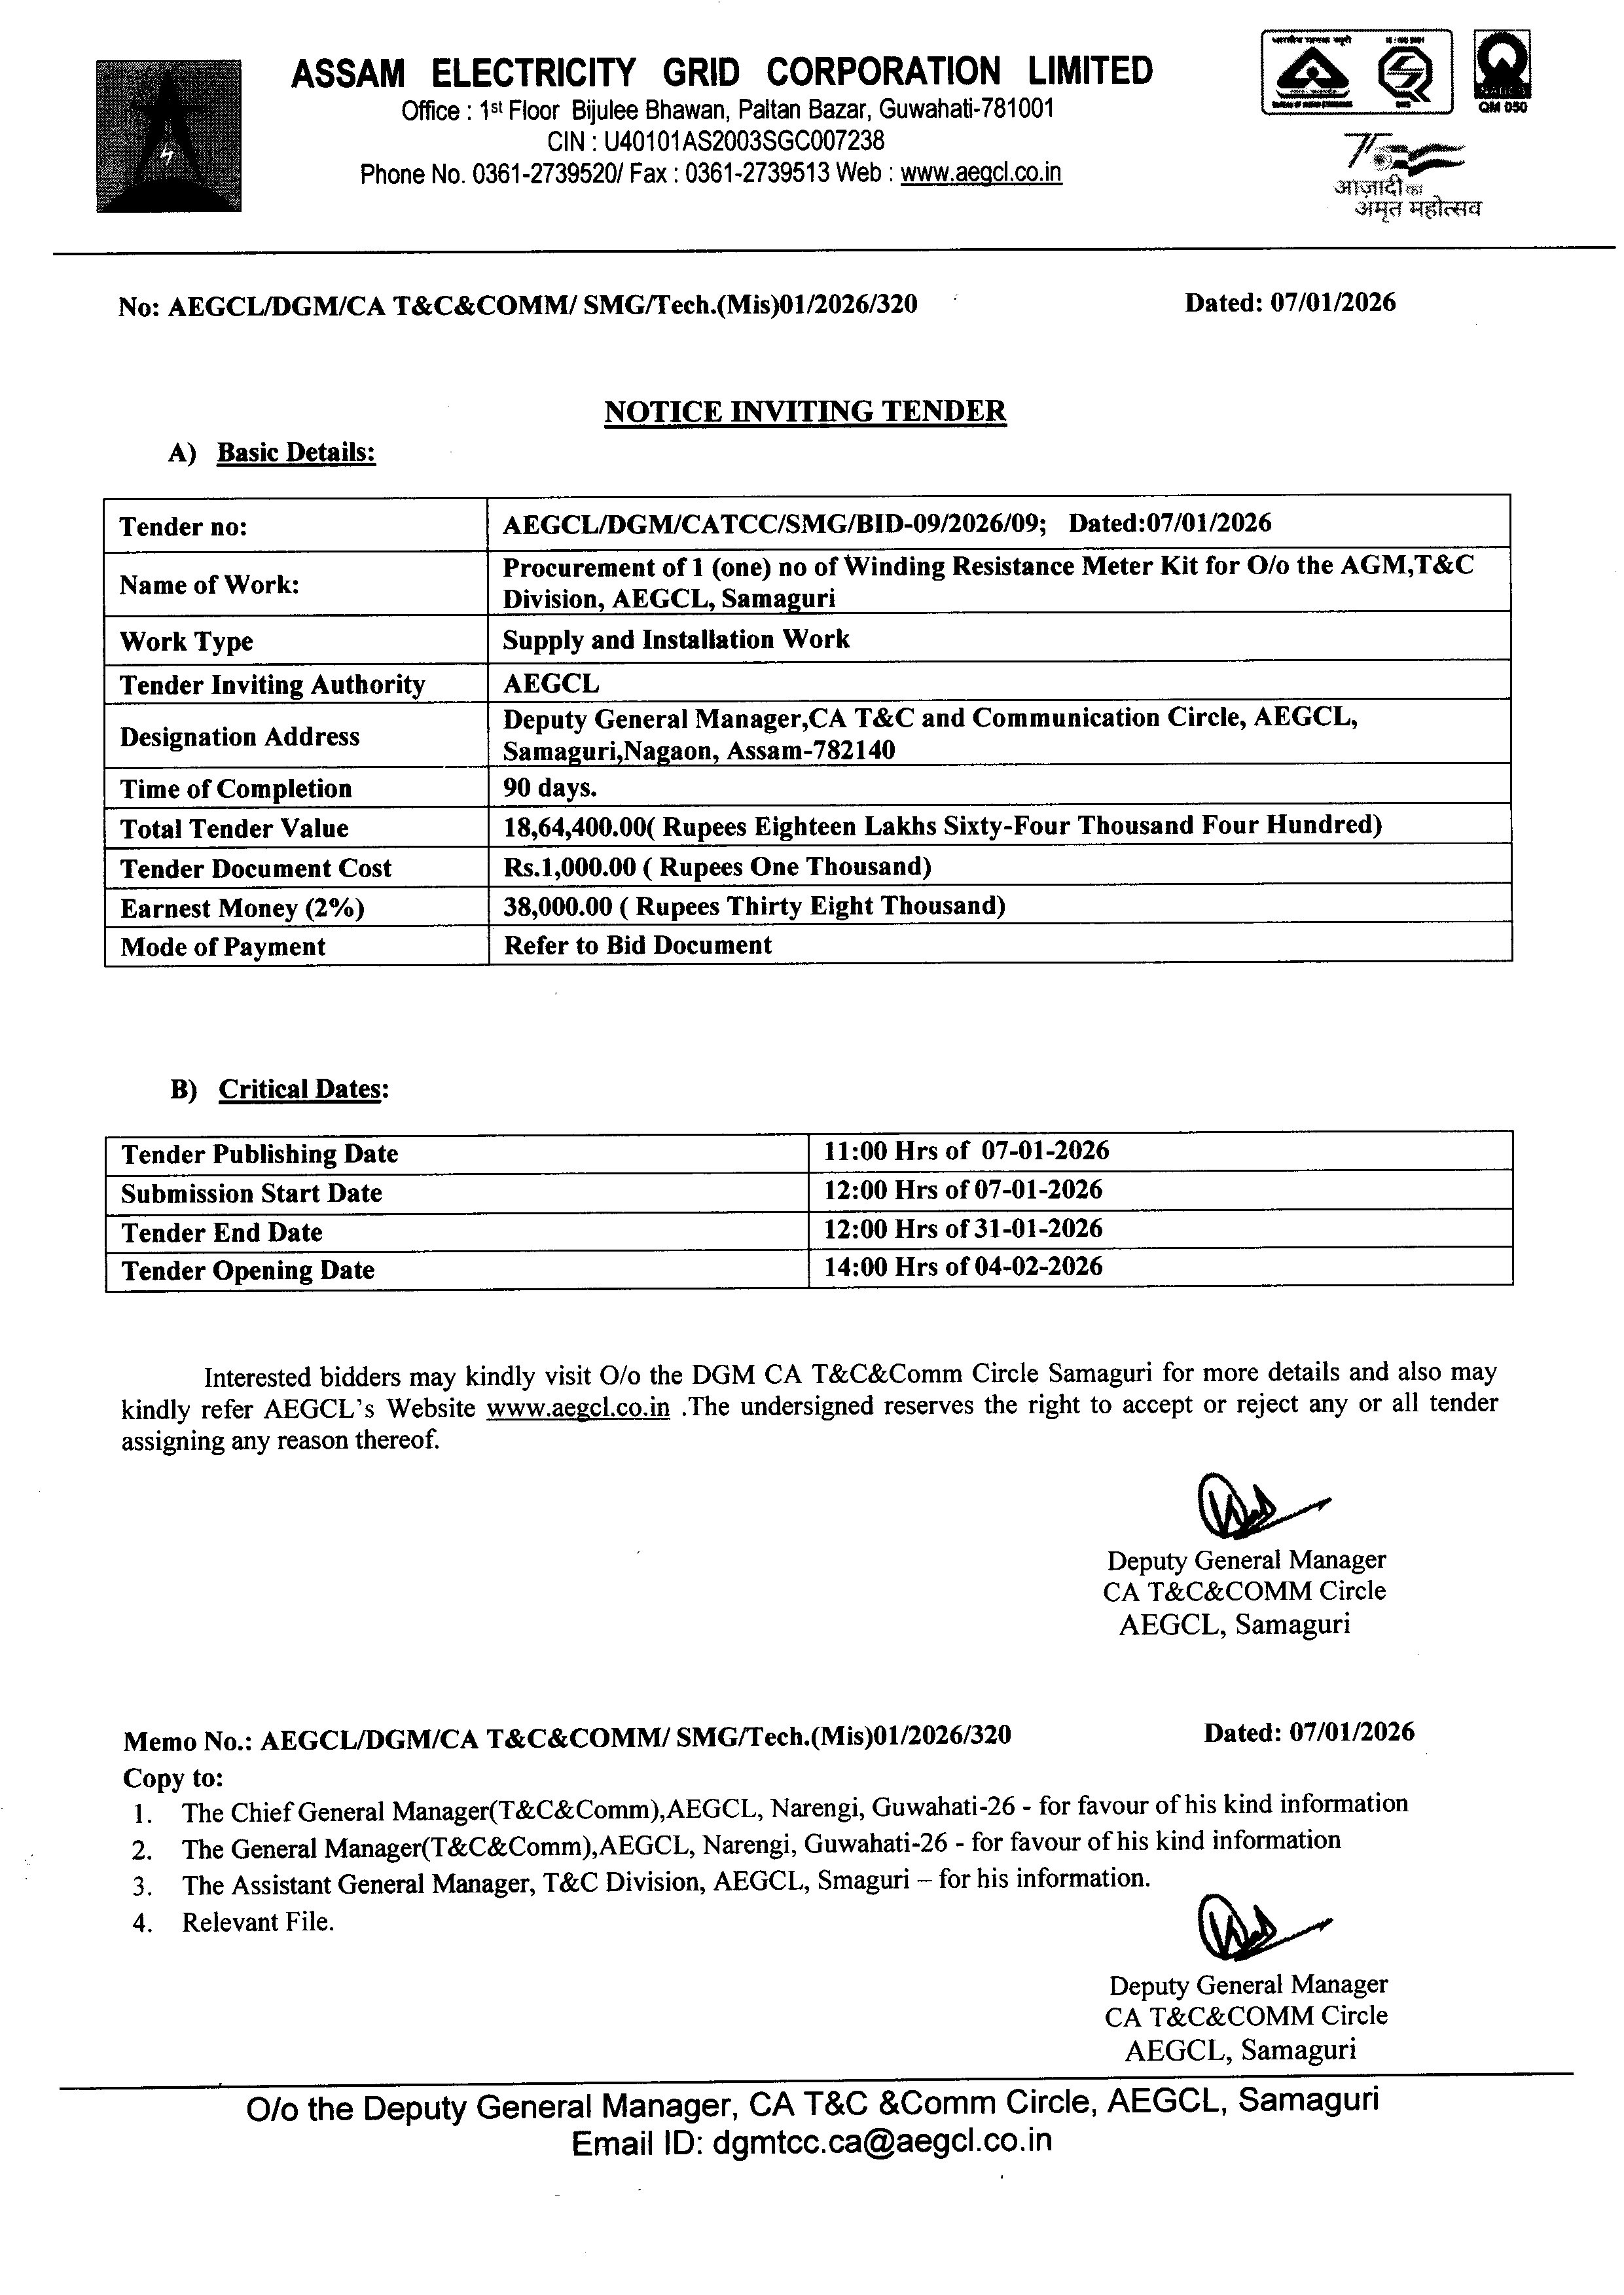 ASSAM ELECTRICITY GRID CORPORATION LIMITED
Office : 1st Floor Bijulee Bhawan, Paltan Bazar, Guwahati-781001
CIN : U40101AS2003SGC007238
Phone No. 0361-2739520/ Fax : 0361-2739513 Web : www.aegcl.co.in
QM 050
75
आज़ादी का
अमृत महोत्सव
No: AEGCL/DGM/CA T&C&COMM/ SMG/Tech.(Mis)01/2026/320 Dated: 07/01/2026
NOTICE INVITING TENDER
A) Basic Details:
Tender no: AEGCL/DGM/CATCC/SMG/BID-09/2026/09; Dated:07/01/2026
Name of Work: Procurement of 1 (one) no of Winding Resistance Meter Kit for O/o the AGM,T&C
Division, AEGCL, Samaguri
Work Type Supply and Installation Work
Tender Inviting Authority AEGCL
Designation Address Deputy General Manager,CA T&C and Communication Circle, AEGCL,
Samaguri,Nagaon, Assam-782140
Time of Completion 90 days.
Total Tender Value 18,64,400.00( Rupees Eighteen Lakhs Sixty-Four Thousand Four Hundred)
Tender Document Cost Rs.1,000.00 ( Rupees One Thousand)
Earnest Money (2%) 38,000.00 ( Rupees Thirty Eight Thousand)
Mode of Payment Refer to Bid Document
B) Critical Dates:
Tender Publishing Date 11:00 Hrs of 07-01-2026
Submission Start Date 12:00 Hrs of 07-01-2026
Tender End Date 12:00 Hrs of 31-01-2026
Tender Opening Date 14:00 Hrs of 04-02-2026
Interested bidders may kindly visit O/o the DGM CA T&C&Comm Circle Samaguri for more details and also may
kindly refer AEGCL's Website www.aegcl.co.in .The undersigned reserves the right to accept or reject any or all tender
assigning any reason thereof.
Deputy General Manager
CA T&C&COMM Circle
AEGCL, Samaguri
Memo No.: AEGCL/DGM/CA T&C&COMM/ SMG/Tech.(Mis)01/2026/320 Dated: 07/01/2026
Copy to:
1. The Chief General Manager(T&C&Comm),AEGCL, Narengi, Guwahati-26 - for favour of his kind information
2. The General Manager(T&C&Comm),AEGCL, Narengi, Guwahati-26 - for favour of his kind information
3. The Assistant General Manager, T&C Division, AEGCL, Smaguri – for his information.
4. Relevant File.
Deputy General Manager
CA T&C&COMM Circle
AEGCL, Samaguri
O/o the Deputy General Manager, CA T&C &Comm Circle, AEGCL, Samaguri
Email ID: dgmtcc.ca@aegcl.co.in